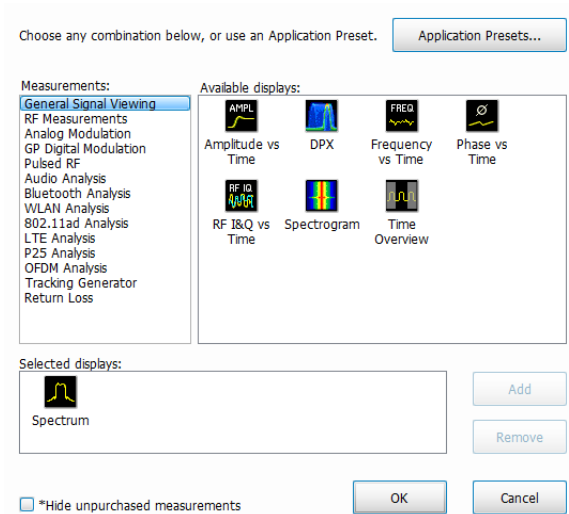 Choose any combination below, or use an Application Preset.
Application Presets...
Measurements:
General Signal Viewing
RF Measurements
Analog Modulation
GP Digital Modulation
Pulsed RF
Audio Analysis
Bluetooth Analysis
WLAN Analysis
802.11ad Analysis
LTE Analysis
P25 Analysis
OFDM Analysis
Tracking Generator
Return Loss
Available displays:
AMPL
Amplitude vs
Time
DPX
FREQ
Frequency
vs Time
Ø
Phase vs
Time
RF IQ
RF I&Q vs
Time
Spectrogram
Time
Overview
Selected displays:
Spectrum
Add
Remove
*Hide unpurchased measurements
OK
Cancel